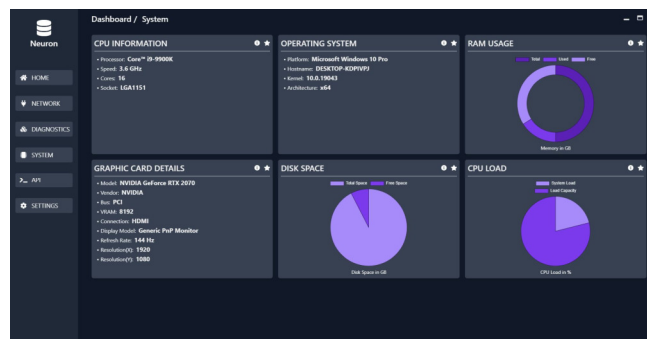 Neuron
HOME
NETWORK
DIAGNOSTICS
SYSTEM
API
SETTINGS
Dashboard / System
CPU INFORMATION
• Processor: Core™ i9-9900K
• Speed: 3.6 GHz
• Cores: 16
• Socket: LGA1151
OPERATING SYSTEM
• Platform: Microsoft Windows 10 Pro
• Hostname: DESKTOP-KDPIVPJ
• Kernel: 10.0.19043
• Architecture: x64
RAM USAGE
Total Used Free
Memory in GB
GRAPHIC CARD DETAILS
• Model: NVIDIA GeForce RTX 2070
• Vendor: NVIDIA
• Bus: PCI
• VRAM: 8192
• Connection: HDMI
• Display Model: Generic PnP Monitor
• Refresh Rate: 144 Hz
• Resolution(X): 1920
• Resolution(Y): 1080
DISK SPACE
Total Space Free Space
Disk Space in GB
CPU LOAD
System Load
Load Capacity
CPU Load in %